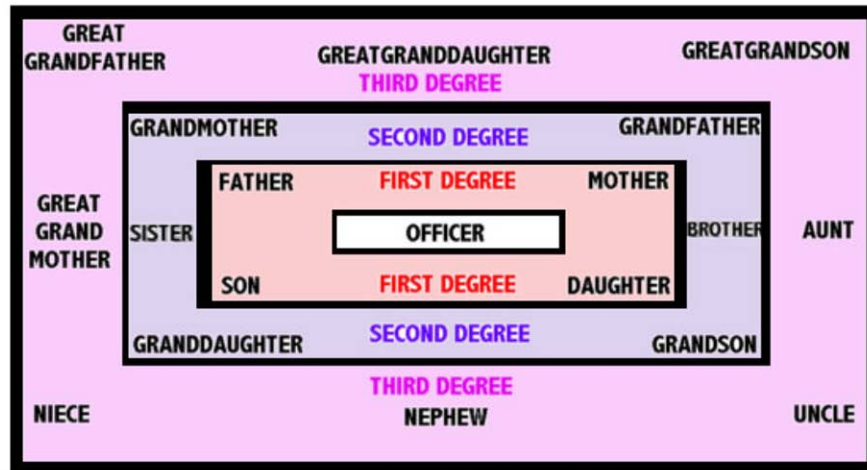 GREAT
GRANDFATHER
GREATGRANDDAUGHTER
GREATGRANDSON
THIRD DEGREE
GRANDMOTHER
SECOND DEGREE
GRANDFATHER
FATHER
FIRST DEGREE
MOTHER
GREAT
GRAND
MOTHER
SISTER
OFFICER
BROTHER
AUNT
SON
FIRST DEGREE
DAUGHTER
GRANDDAUGHTER
SECOND DEGREE
GRANDSON
THIRD DEGREE
NIECE
NEPHEW
UNCLE